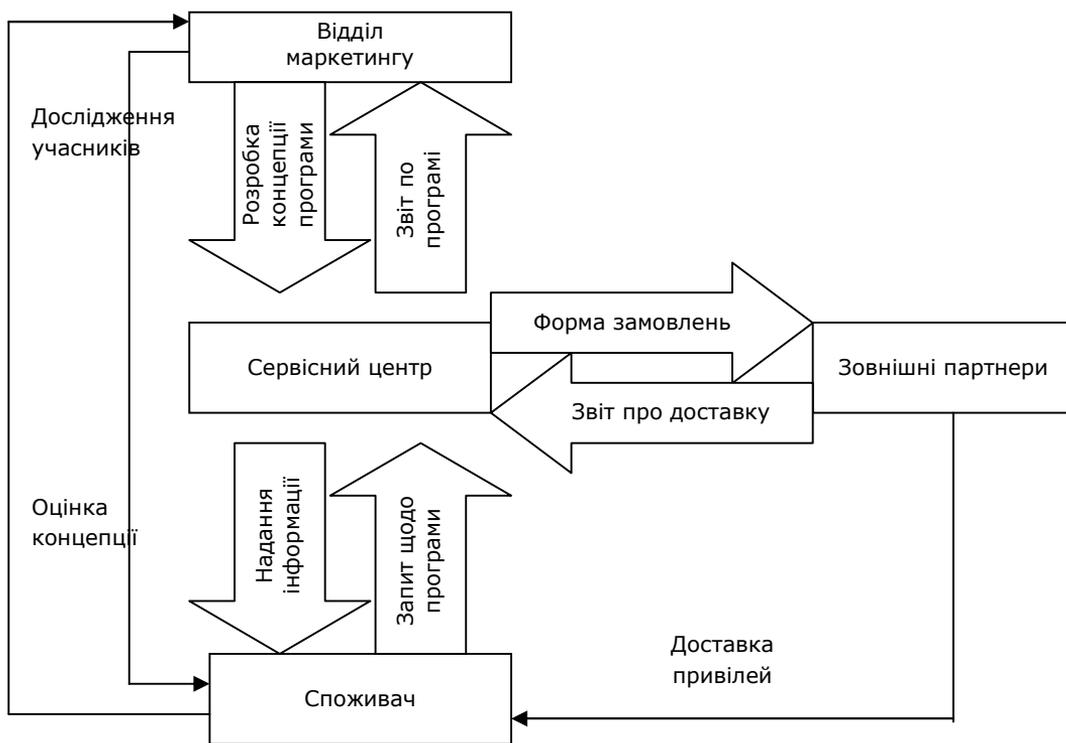 Відділ
маркетингу
Дослідження
учасників
Розробка
концепції
програми
Звіт по
програмі
Форма замовлень
Сервісний центр
Зовнішні партнери
Звіт про доставку
Оцінка
концепції
Надання
інформації
Запит щодо
програми
Доставка
привілей
Споживач